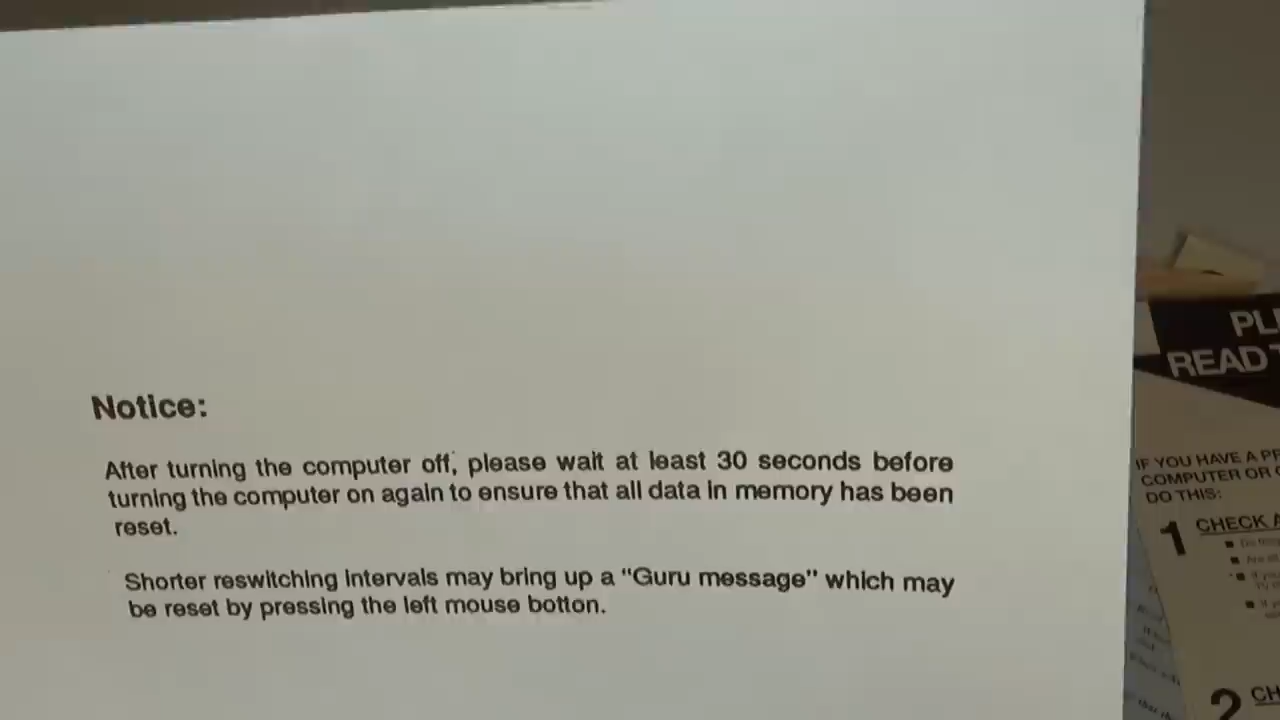 Notice:
After turning the computer off, please wait at least 30 seconds before
turning the computer on again to ensure that all data in memory has been
reset.
Shorter reswitching intervals may bring up a "Guru message" which may
be reset by pressing the left mouse botton.
READ
IF YOU HAVE A
COMPUTER OR
DO THIS:
1 CHECK
2